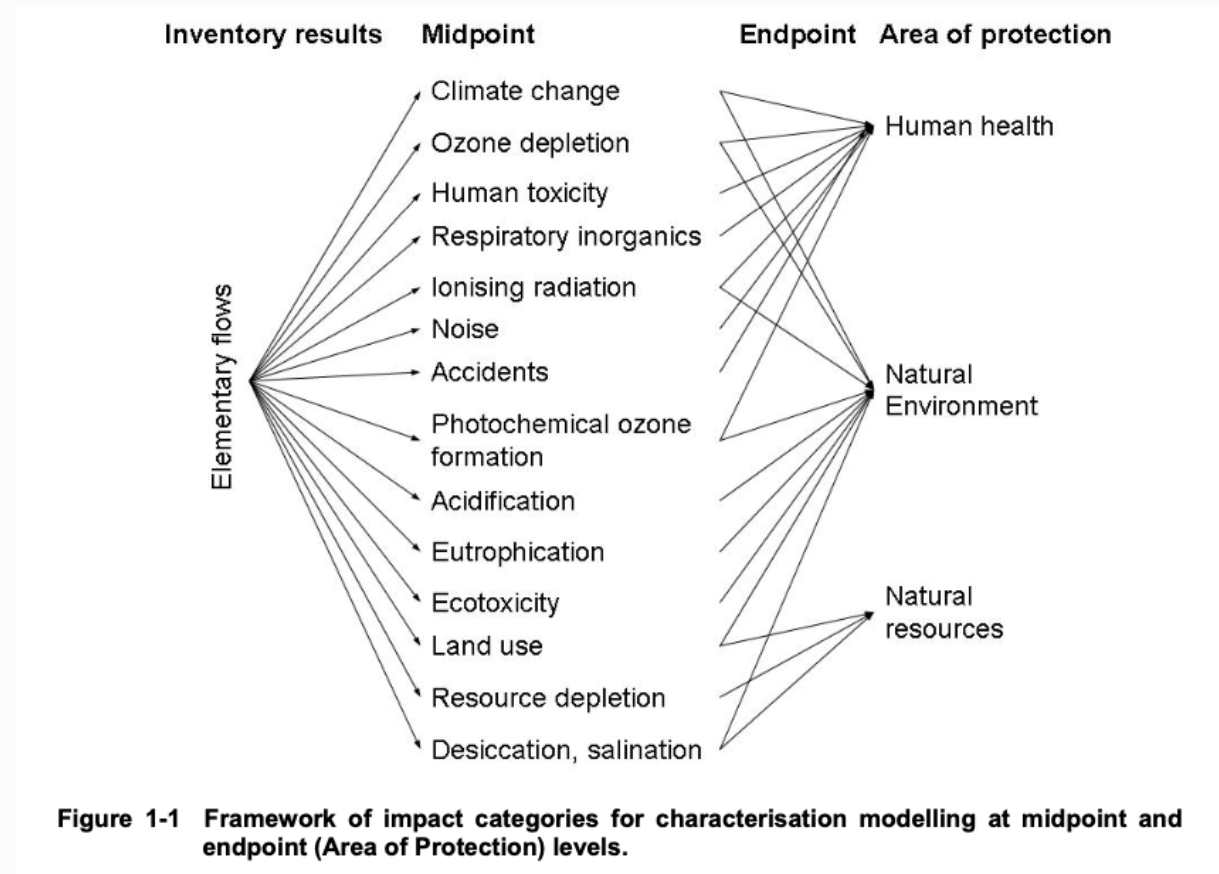 Inventory results Midpoint Endpoint Area of protection
Climate change
Ozone depletion
Human toxicity
Respiratory inorganics
Ionising radiation
Noise
Accidents
Photochemical ozone
formation
Acidification
Eutrophication
Ecotoxicity
Land use
Resource depletion
Desiccation, salination
Elementary flows
Human health
Natural
Environment
Natural
resources
Figure 1-1 Framework of impact categories for characterisation modelling at midpoint and
endpoint (Area of Protection) levels.